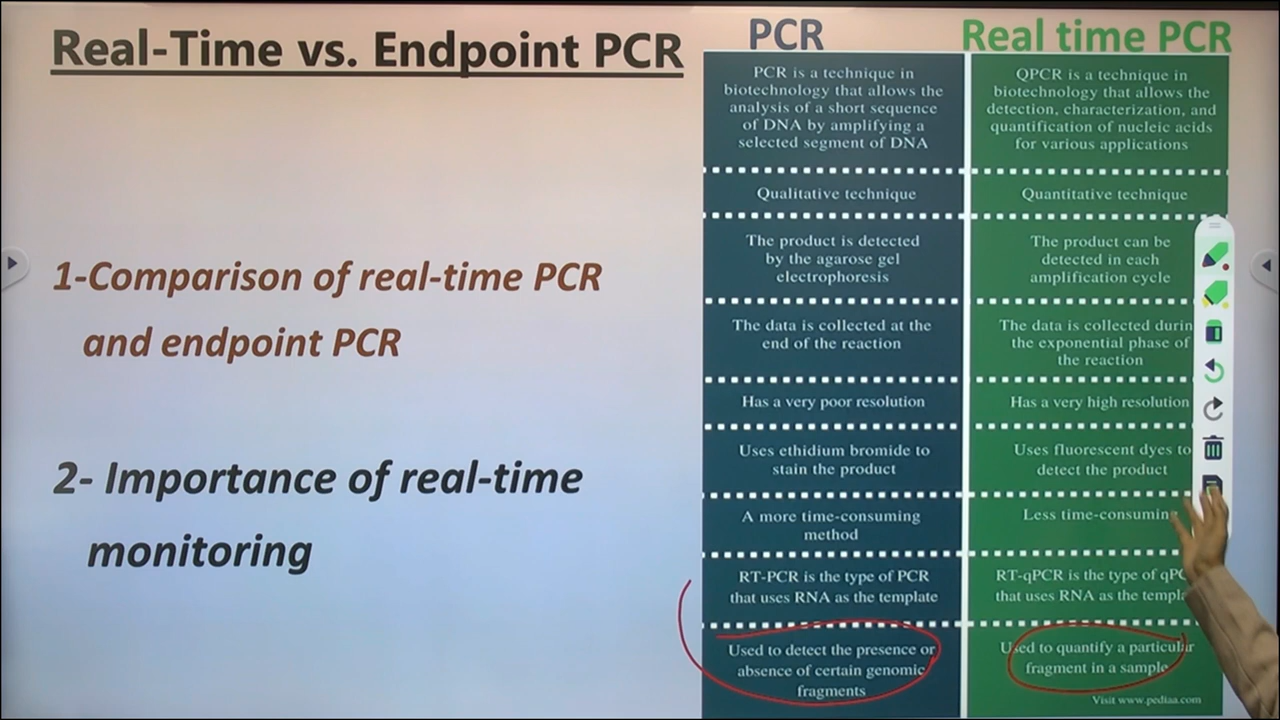 Real-Time vs. Endpoint PCR
1-Comparison of real-time PCR
and endpoint PCR
2- Importance of real-time
monitoring
PCR
PCR is a technique in
biotechnology that allows the
analysis of a short sequence
of DNA by amplifying a
selected segment of DNA
Qualitative technique
The product is detected
by the agarose gel
electrophoresis
The data is collected at the
end of the reaction
Has a very poor resolution
Uses ethidium bromide to
stain the product
A more time-consuming
method
RT-PCR is the type of PCR
that uses RNA as the template
Used to detect the presence or
absence of certain genomic
fragments
Real time PCR
QPCR is a technique in
biotechnology that allows the
detection, characterization, and
quantification of nucleic acids
for various applications
Quantitative technique
The product can be
detected in each
amplification cycle
The data is collected durin
the exponential phase of
the reaction
Has a very high resolution
Uses fluorescent dyes to
detect the product
Less time-consuming
RT-qPCR is the type of qPC
that uses RNA as the templa
Used to quantify a particular
fragment in a sample
Visit www.pediaa.com